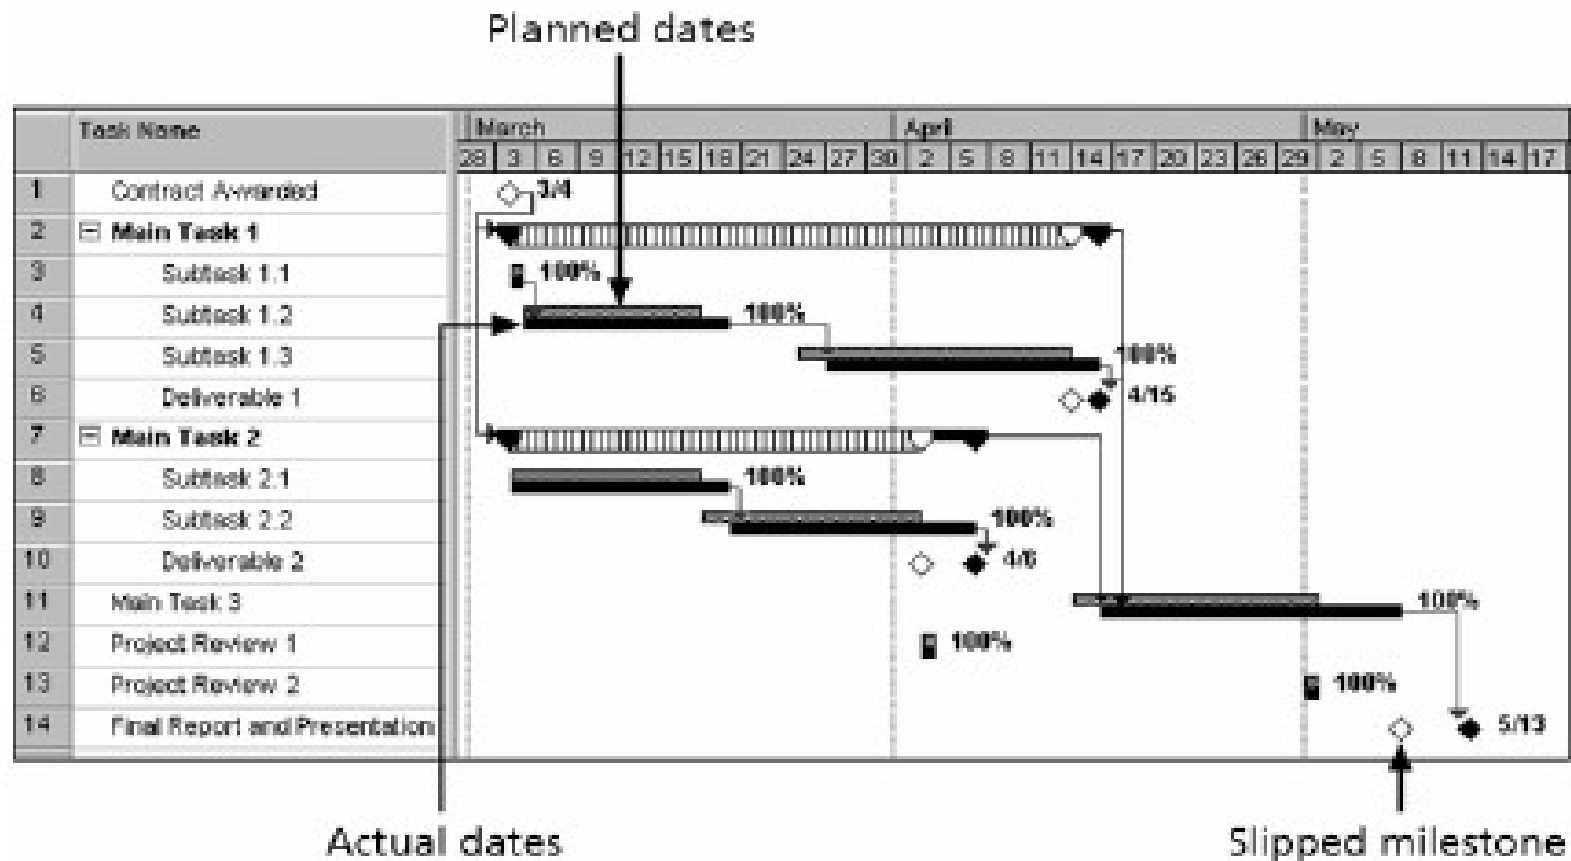 Planned dates
Task Name March April May
28 3 6 9 12 15 18 21 24 27 30 2 5 8 11 14 17 20 23 26 29 2 5 8 11 14 17
1 Contract Awarded 3/4
2 Main Task 1
3 Subtask 1.1 100%
4 Subtask 1.2 100%
5 Subtask 1.3 100%
6 Deliverable 1 4/15
7 Main Task 2
8 Subtask 2.1 100%
9 Subtask 2.2 100%
10 Deliverable 2 4/6
11 Main Task 3 100%
12 Project Review 1 100%
13 Project Review 2 100%
14 Final Report and Presentation 5/13
Actual dates Slipped milestone